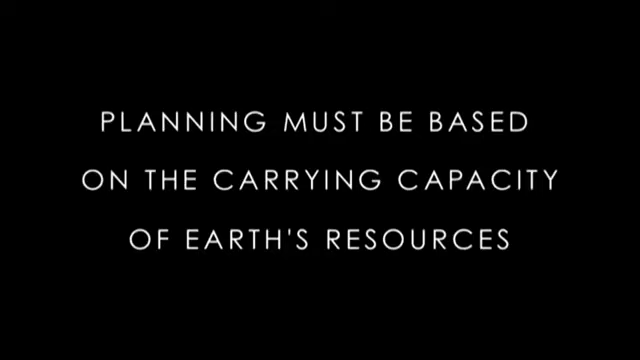 PLANNING MUST BE BASED
ON THE CARRYING CAPACITY
OF EARTH'S RESOURCES